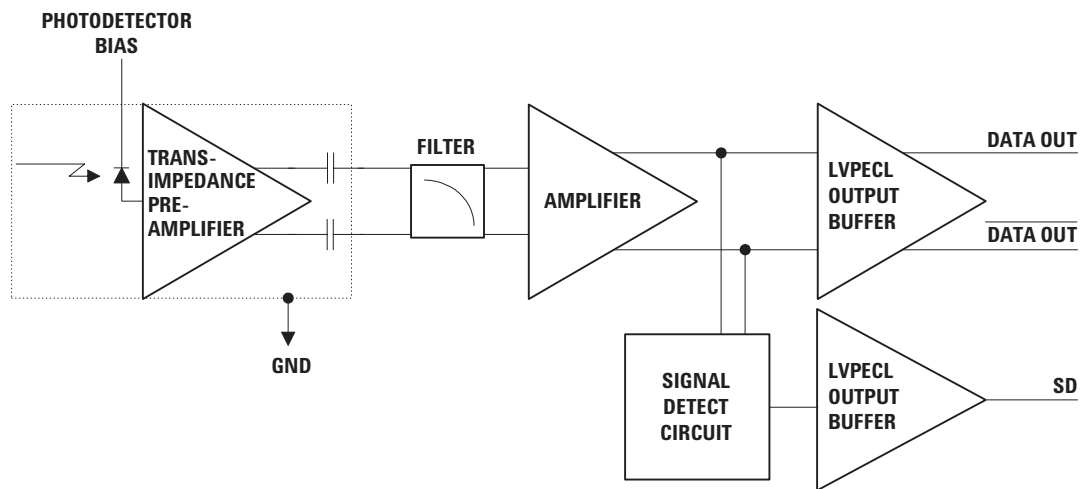 PHOTODETECTOR
BIAS
TRANS-
IMPEDANCE
PRE-
AMPLIFIER
GND
FILTER
AMPLIFIER
LVPECL
OUTPUT
BUFFER
DATA OUT
DATA OUT
SIGNAL
DETECT
CIRCUIT
LVPECL
OUTPUT
BUFFER
SD